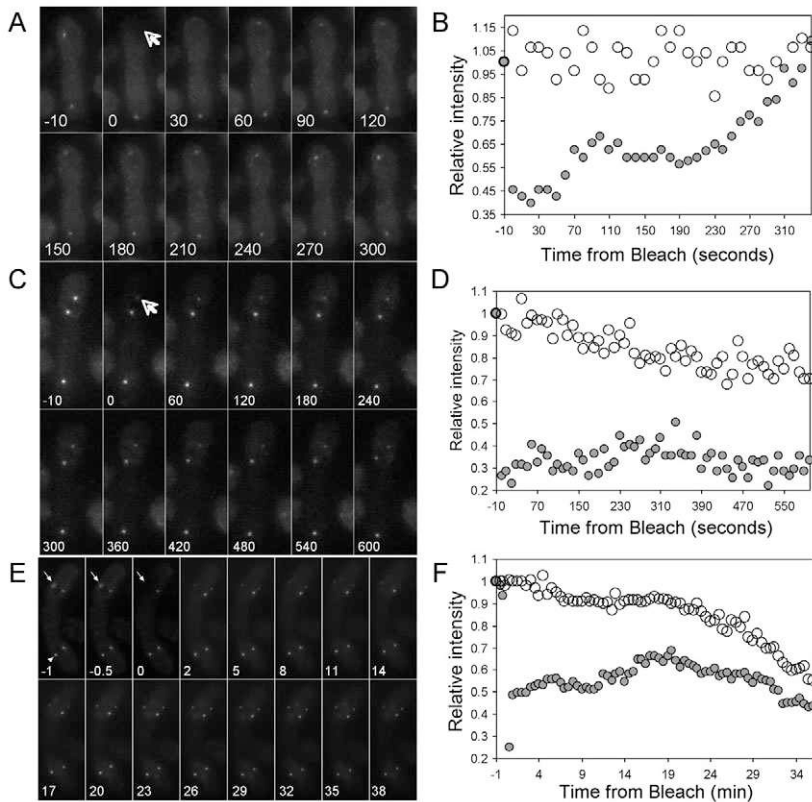 A
-10 0 30 60 90 120
150 180 210 240 270 300
B
Relative intensity
1.15
1.05
0.95
0.85
0.75
0.65
0.55
0.45
0.35
-10 30 70 110 150 190 230 270 310
Time from Bleach (seconds)
C
-10 0 60 120 180 240
300 360 420 480 540 600
D
Relative intensity
1.1
1
0.9
0.8
0.7
0.6
0.5
0.4
0.3
0.2
-10 70 150 230 310 390 470 550
Time from Bleach (seconds)
E
-1 -0.5 0 2 5 8 11 14
17 20 23 26 29 32 35 38
F
Relative intensity
1.1
1
0.9
0.8
0.7
0.6
0.5
0.4
0.3
0.2
-1 4 9 14 19 24 29 34
Time from Bleach (min)